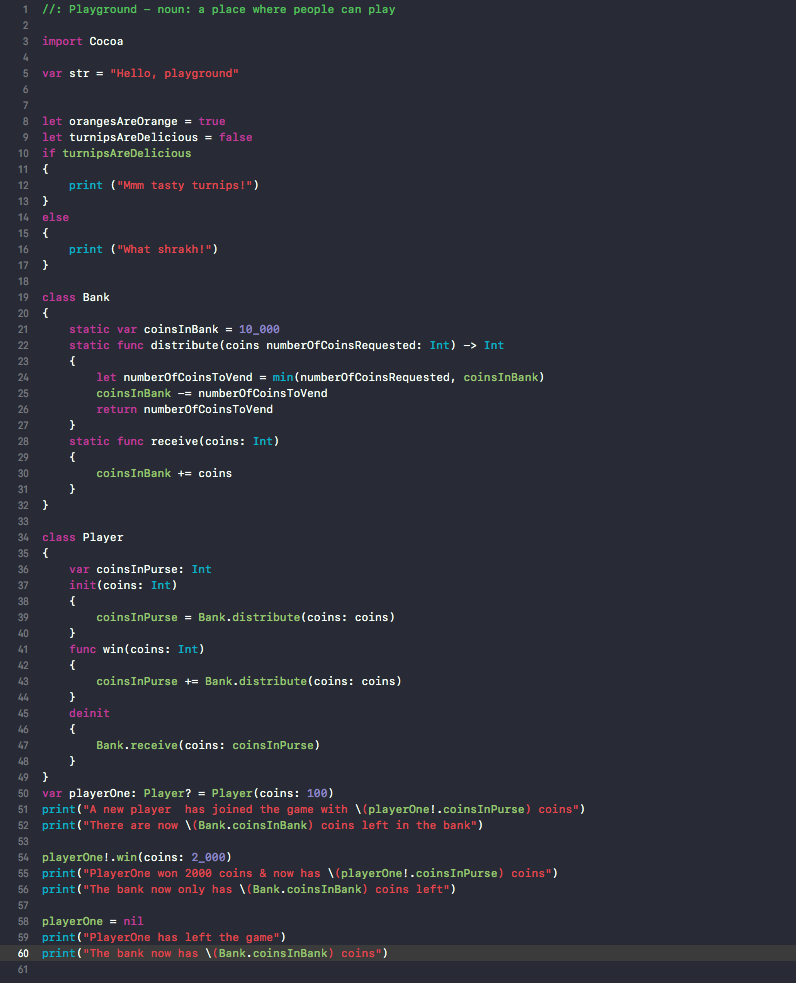 1 //: Playground – noun: a place where people can play
2
3 import Cocoa
4
5 var str = "Hello, playground"
6
7
8 let orangesAreOrange = true
9 let turnipsAreDelicious = false
10 if turnipsAreDelicious
11 {
12     print ("Mmm tasty turnips!")
13 }
14 else
15 {
16     print ("What shrakh!")
17 }
18
19 class Bank
20 {
21     static var coinsInBank = 10_000
22     static func distribute(coins numberOfCoinsRequested: Int) -> Int
23     {
24         let numberOfCoinsToVend = min(numberOfCoinsRequested, coinsInBank)
25         coinsInBank -= numberOfCoinsToVend
26         return numberOfCoinsToVend
27     }
28     static func receive(coins: Int)
29     {
30         coinsInBank += coins
31     }
32 }
33
34 class Player
35 {
36     var coinsInPurse: Int
37     init(coins: Int)
38     {
39         coinsInPurse = Bank.distribute(coins: coins)
40     }
41     func win(coins: Int)
42     {
43         coinsInPurse += Bank.distribute(coins: coins)
44     }
45     deinit
46     {
47         Bank.receive(coins: coinsInPurse)
48     }
49 }
50 var playerOne: Player? = Player(coins: 100)
51 print("A new player  has joined the game with \(playerOne!.coinsInPurse) coins")
52 print("There are now \(Bank.coinsInBank) coins left in the bank")
53
54 playerOne!.win(coins: 2_000)
55 print("PlayerOne won 2000 coins & now has \(playerOne!.coinsInPurse) coins")
56 print("The bank now only has \(Bank.coinsInBank) coins left")
57
58 playerOne = nil
59 print("PlayerOne has left the game")
60 print("The bank now has \(Bank.coinsInBank) coins")
61